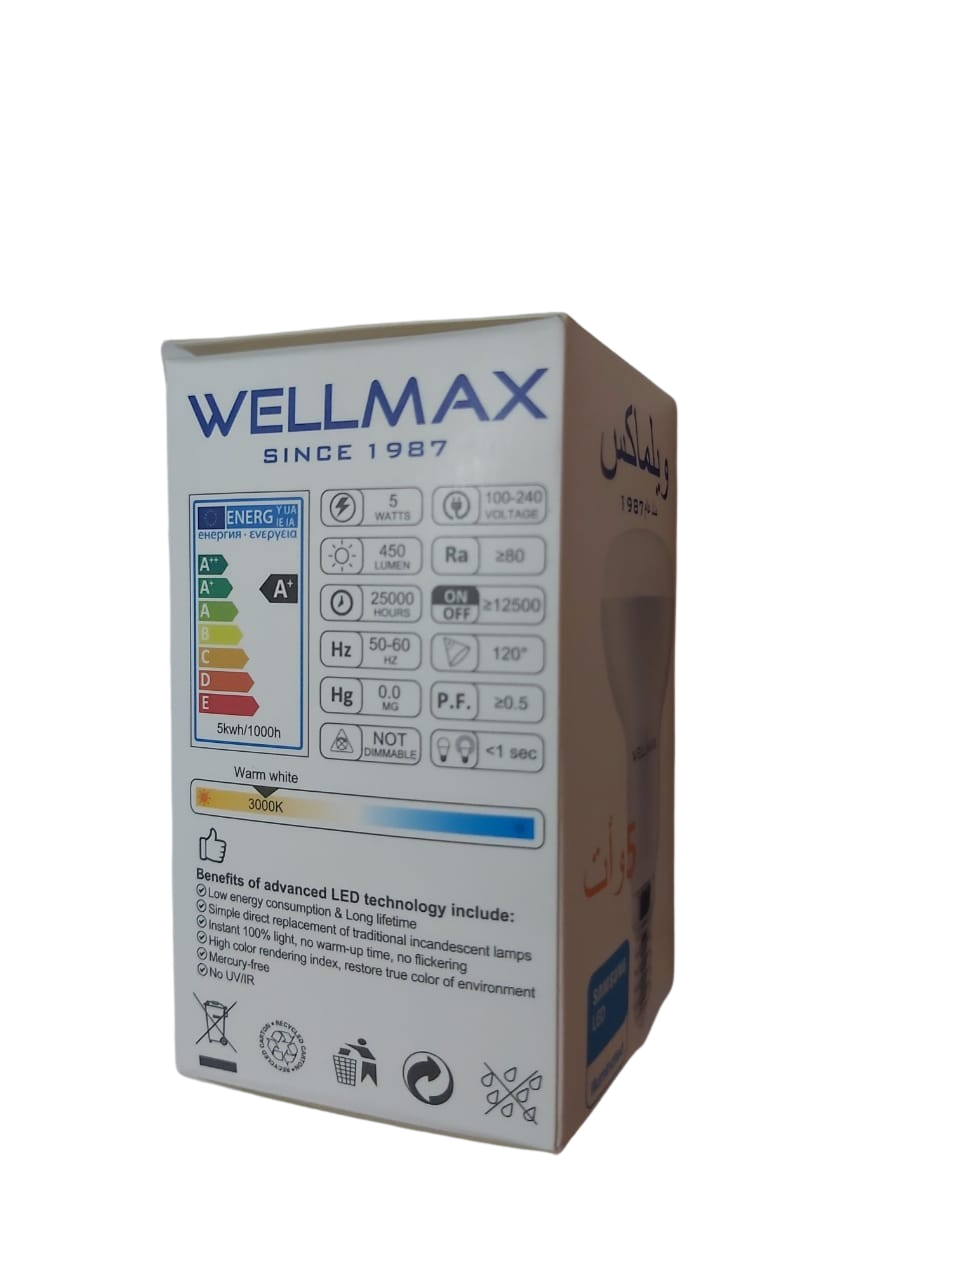 WELLMAX
SINCE 1987
ENERG Y UA
IE IA
енергия · ενεργεια
A++
A+
A
B
C
D
E
A+
5kwh/1000h
5
WATTS
100-240
VOLTAGE
450
LUMEN
Ra
≥80
25000
HOURS
ON
OFF
≥12500
Hz
50-60
HZ
120°
Hg
0.0
MG
P.F.
≥0.5
NOT
DIMMABLE
<1 sec
Warm white
3000K
Benefits of advanced LED technology include:
Low energy consumption & Long lifetime
Simple direct replacement of traditional incandescent lamps
Instant 100% light, no warm-up time, no flickering
High color rendering index, restore true color of environment
Mercury-free
No UV/IR
RECYCLED CARTON • RECYCLED CARTON •
ويلماكس
1987
WELLMAX
5 وات
SAMSUNG
LED